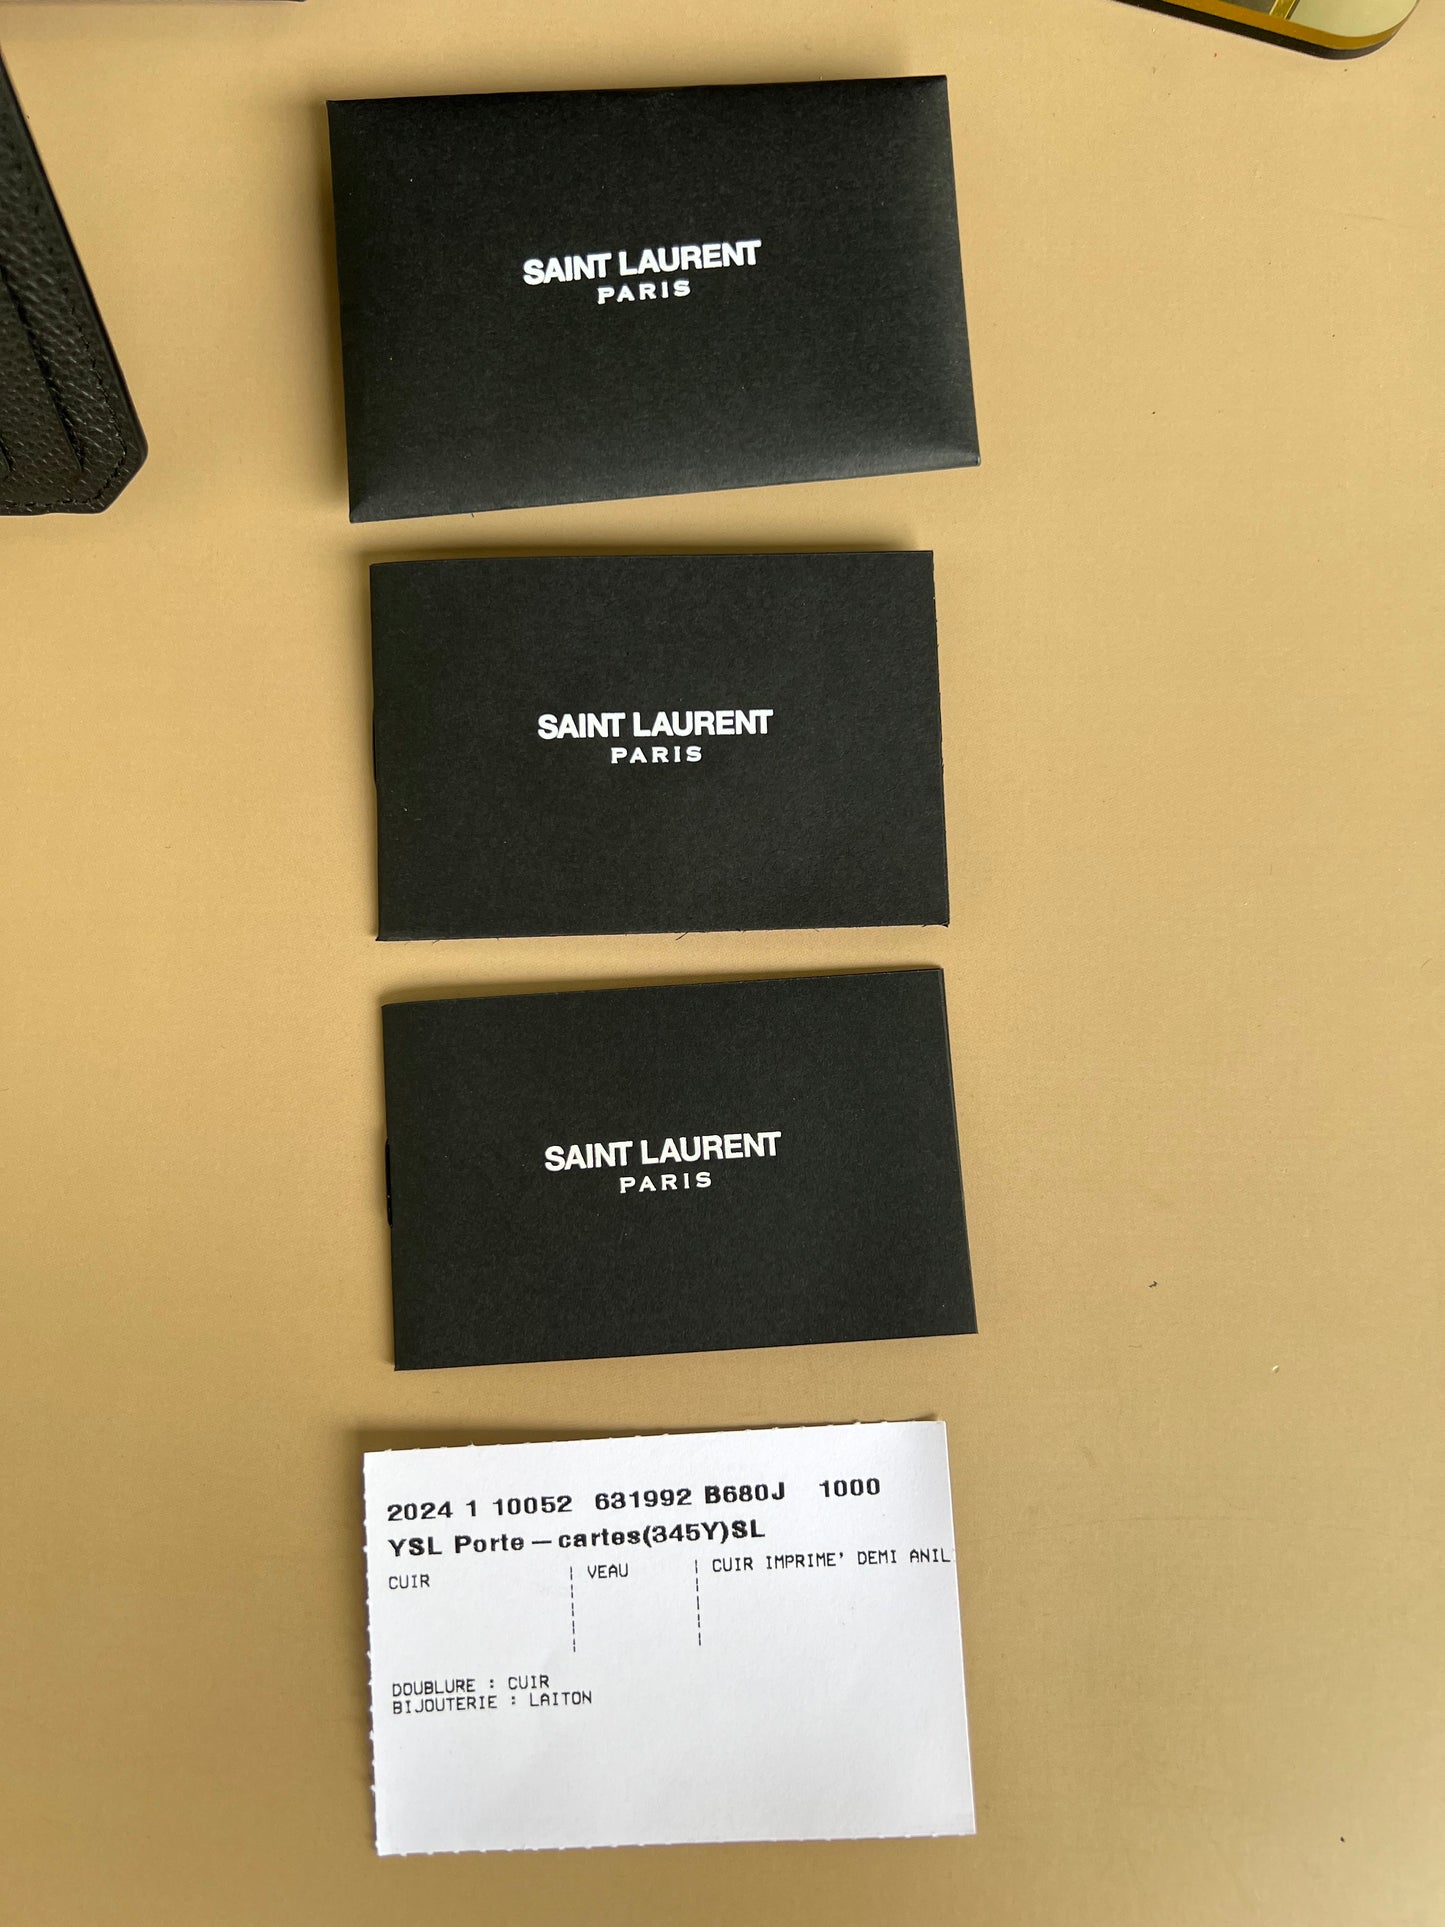 SAINT LAURENT
PARIS
SAINT LAURENT
PARIS
SAINT LAURENT
PARIS
2024 1 10052 631992 B680J 1000
YSL Porte-cartes(345Y)SL
CUIR | VEAU | CUIR IMPRIME' DEMI ANIL
DOUBLURE : CUIR
BIJOUTERIE : LAITON